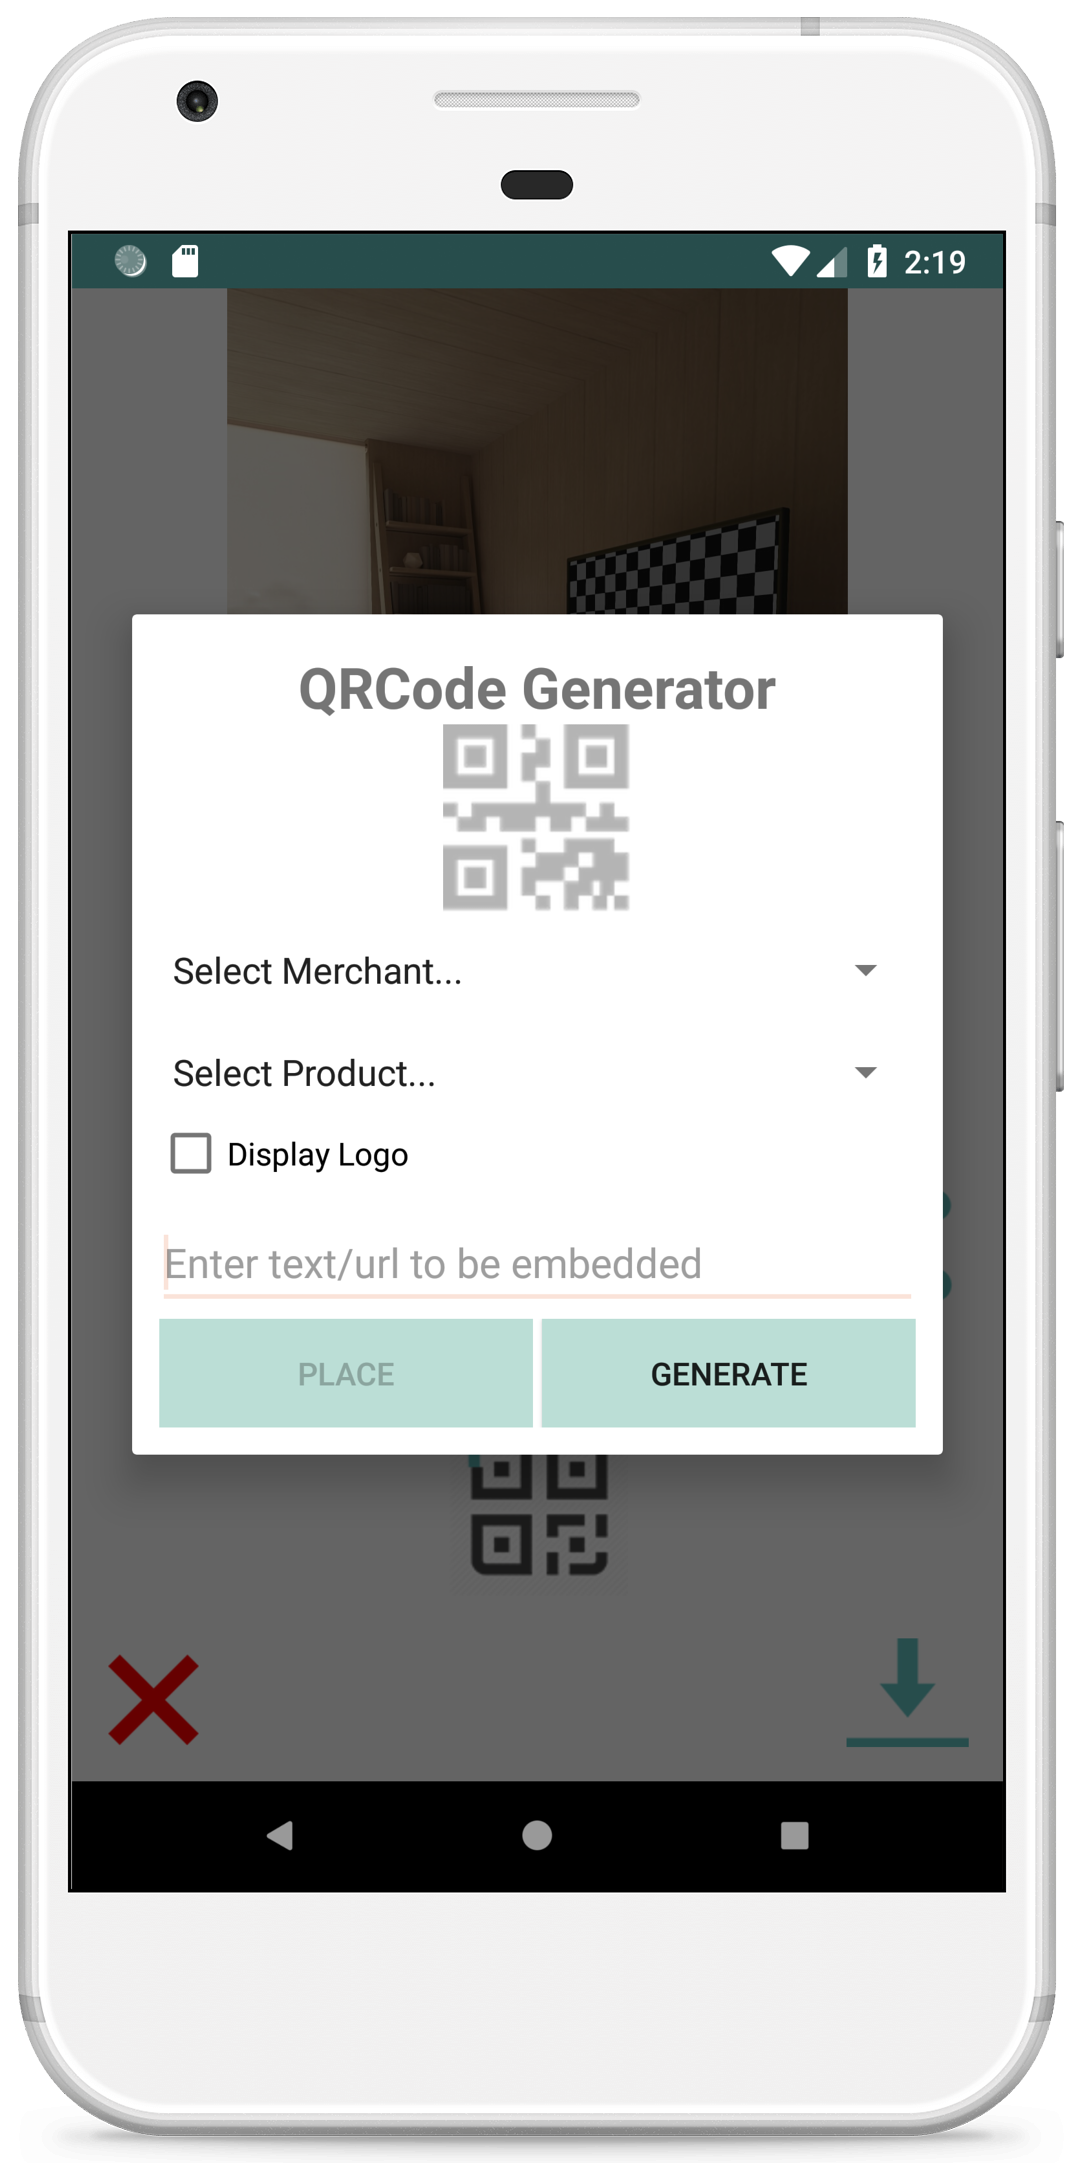 2:19
QRCode Generator
Select Merchant...
Select Product...
Display Logo
Enter text/url to be embedded
PLACE
GENERATE